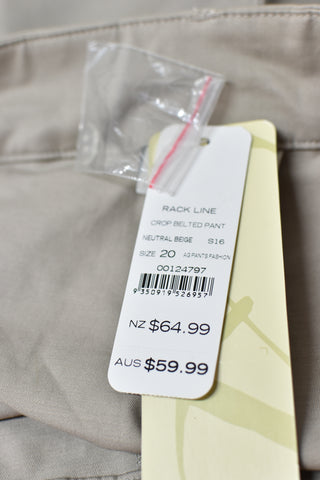 RACK LINE
CROP BELTED PANT
NEUTRAL BEIGE S16
SIZE 20 AG PANTS FASHION
00124797
9 350919 526957
NZ $64.99
AUS $59.99